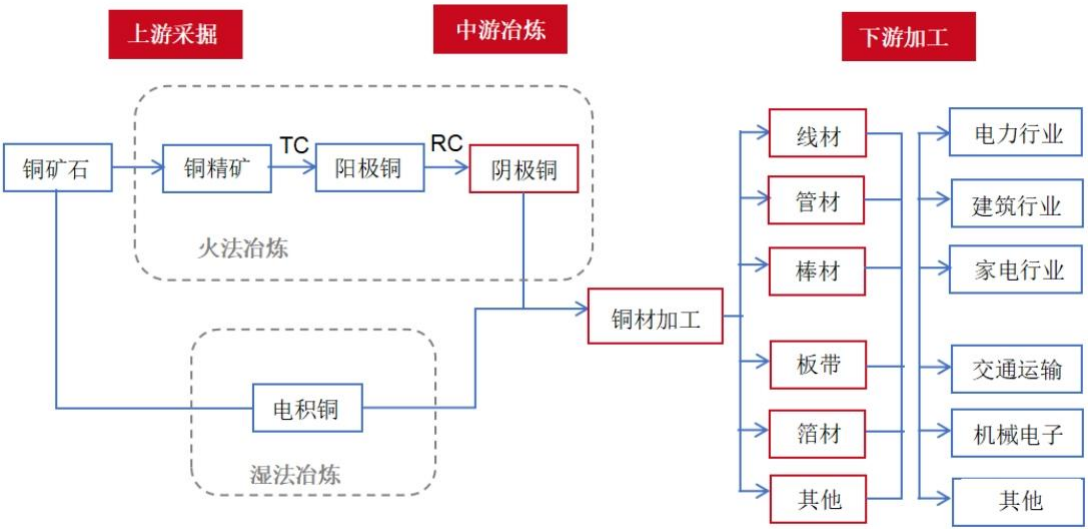 上游采掘
中游冶炼
下游加工
铜矿石
铜精矿
TC
阳极铜
RC
阴极铜
火法冶炼
电积铜
湿法冶炼
铜材加工
线材
管材
棒材
板带
箔材
其他
电力行业
建筑行业
家电行业
交通运输
机械电子
其他